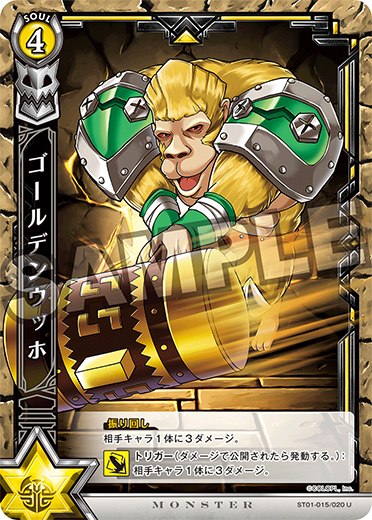 SOUL
4
ゴールデンウッホ
SAMPLE
振り回し
相手キャラ1体に3ダメージ。
トリガー(ダメージで公開されたら発動する。):
相手キャラ1体に3ダメージ。
©COLOPL, Inc.
MONSTER
ST01-015/020 U